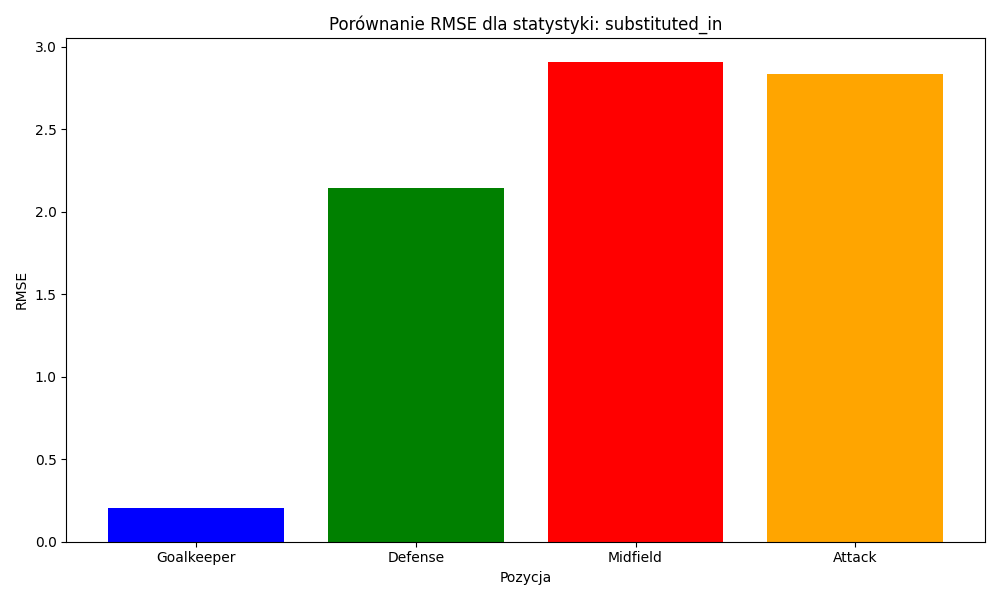 Porównanie RMSE dla statystyki: substituted_in
3.0
2.5
2.0
1.5
1.0
0.5
0.0
RMSE
Goalkeeper Defense Midfield Attack
Pozycja